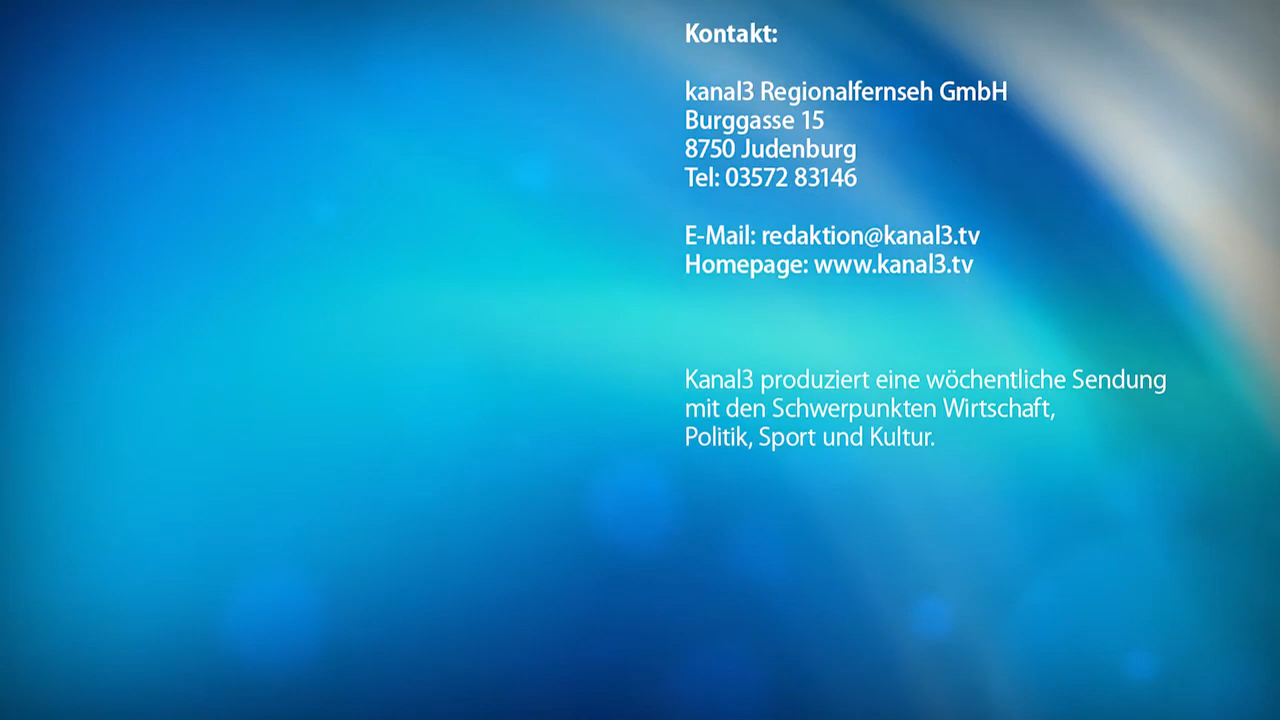 Kontakt:
kanal3 Regionalfernseh GmbH
Burggasse 15
8750 Judenburg
Tel: 03572 83146
E-Mail: redaktion@kanal3.tv
Homepage: www.kanal3.tv
Kanal3 produziert eine wöchentliche Sendung
mit den Schwerpunkten Wirtschaft,
Politik, Sport und Kultur.